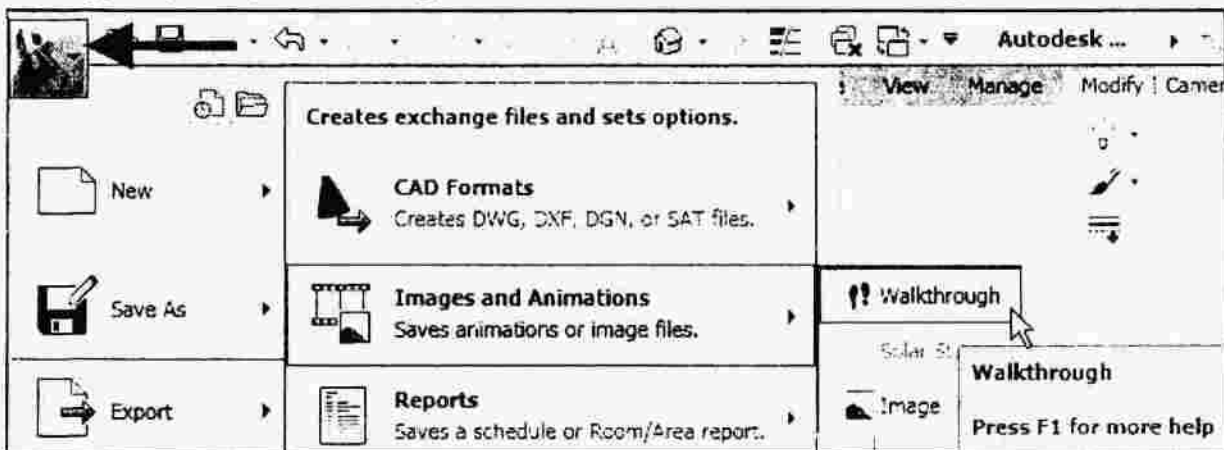 Autodesk ...
View Manage Modify Camer
Creates exchange files and sets options.
New
CAD Formats
Creates DWG, DXF, DGN, or SAT files.
Save As
Images and Animations
Saves animations or image files.
Walkthrough
Solar
Walkthrough
Press F1 for more help
Export
Reports
Saves a schedule or Room/Area report.
Image